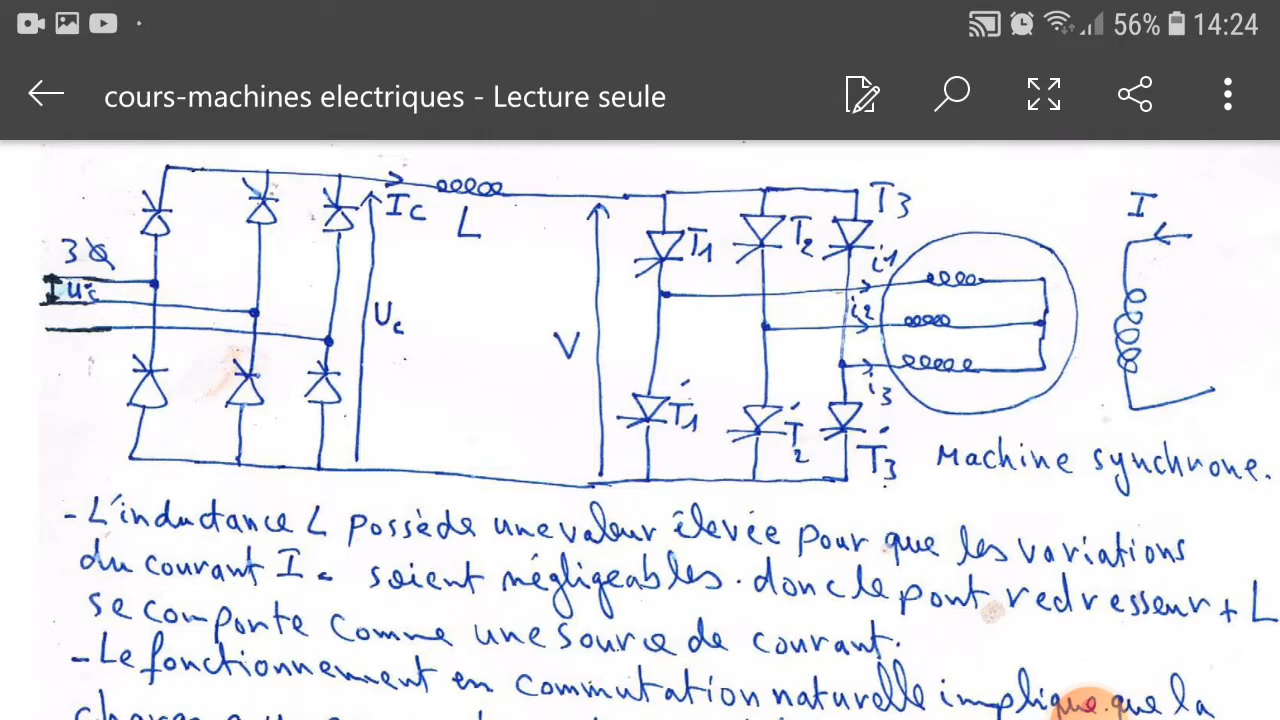 56% 14:24
cours-machines electriques - Lecture seule
Ic
L
T3
I
T1
T2
i1
3Ø
Uc
Uc
V
i2
i3
T'1
T'2
T'3
Machine synchrone.
- L'inductance L possède une valeur élevée pour que les variations
du courant Ic soient négligeables. donc le pont redresseur + L
se comporte comme une source de courant.
- Le fonctionnement en commutation naturelle implique que la